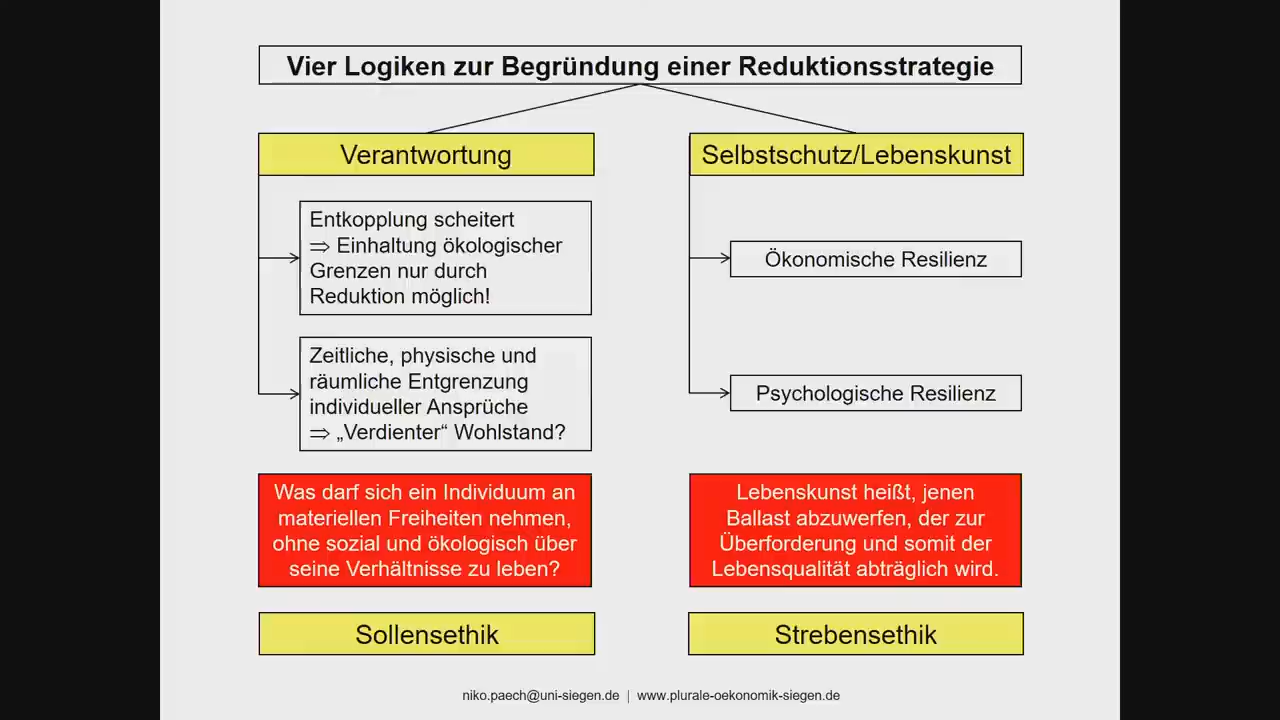 Vier Logiken zur Begründung einer Reduktionsstrategie
Verantwortung
Entkopplung scheitert
⇒ Einhaltung ökologischer
Grenzen nur durch
Reduktion möglich!
Zeitliche, physische und
räumliche Entgrenzung
individueller Ansprüche
⇒ „Verdienter“ Wohlstand?
Was darf sich ein Individuum an
materiellen Freiheiten nehmen,
ohne sozial und ökologisch über
seine Verhältnisse zu leben?
Sollensethik
Selbstschutz/Lebenskunst
Ökonomische Resilienz
Psychologische Resilienz
Lebenskunst heißt, jenen
Ballast abzuwerfen, der zur
Überforderung und somit der
Lebensqualität abträglich wird.
Strebensethik
niko.paech@uni-siegen.de | www.plurale-oekonomik-siegen.de